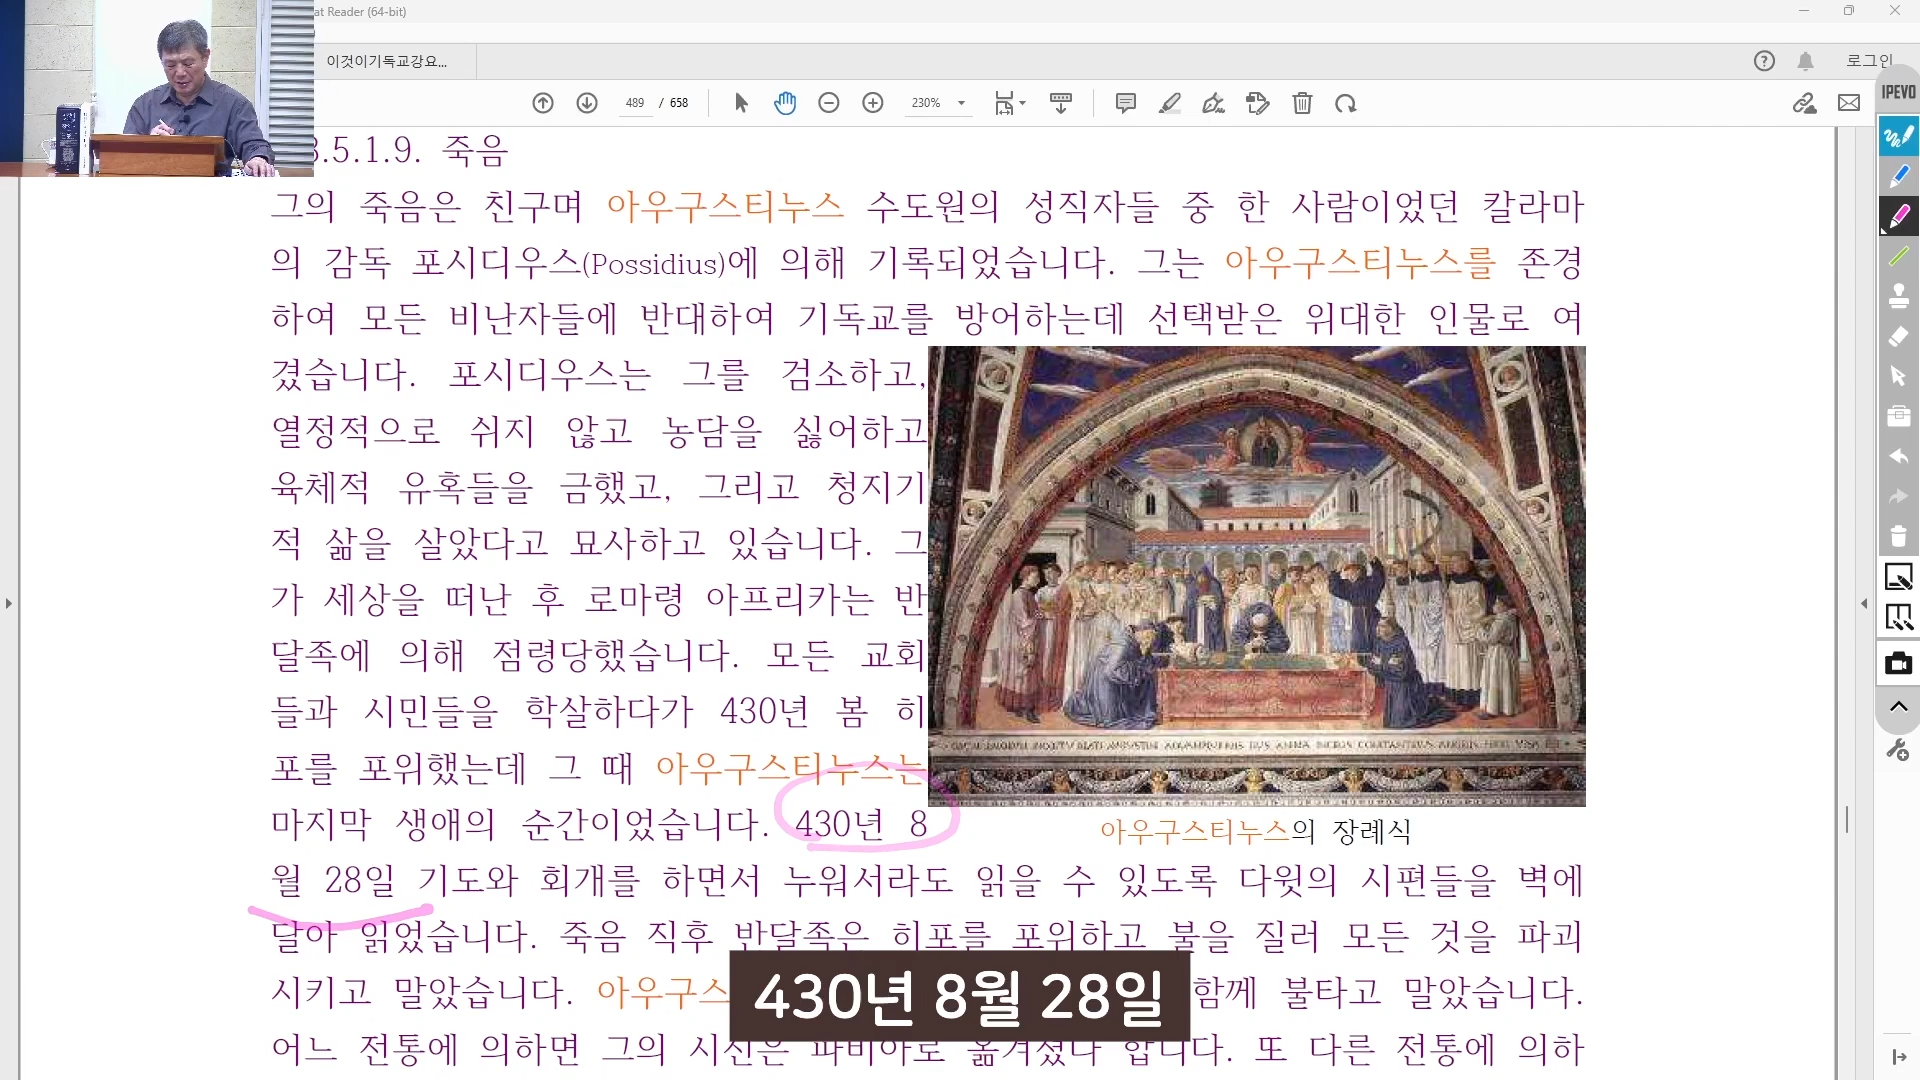 at Reader (64-bit)
이것이기독교강요...
로그인
489 / 658
230%
IPEVO
3.5.1.9. 죽음
그의 죽음은 친구며 아우구스티누스 수도원의 성직자들 중 한 사람이었던 칼라마
의 감독 포시디우스(Possidius)에 의해 기록되었습니다. 그는 아우구스티누스를 존경
하여 모든 비난자들에 반대하여 기독교를 방어하는데 선택받은 위대한 인물로 여
겼습니다. 포시디우스는 그를 검소하고,
열정적으로 쉬지 않고 농담을 싫어하고
육체적 유혹들을 금했고, 그리고 청지기
적 삶을 살았다고 묘사하고 있습니다. 그
가 세상을 떠난 후 로마령 아프리카는 반
달족에 의해 점령당했습니다. 모든 교회
들과 시민들을 학살하다가 430년 봄 히
포를 포위했는데 그 때 아우구스티누스는
마지막 생애의 순간이었습니다. 430년 8
아우구스티누스의 장례식
월 28일 기도와 회개를 하면서 누워서라도 읽을 수 있도록 다윗의 시편들을 벽에
달아 읽었습니다. 죽음 직후 반달족은 히포를 포위하고 불을 질러 모든 것을 파괴
시키고 말았습니다. 아우구스 함께 불타고 말았습니다.
어느 전통에 의하면 그의 시신은 파비아로 옮겨졌다 합니다. 또 다른 전통에 의하
430년 8월 28일